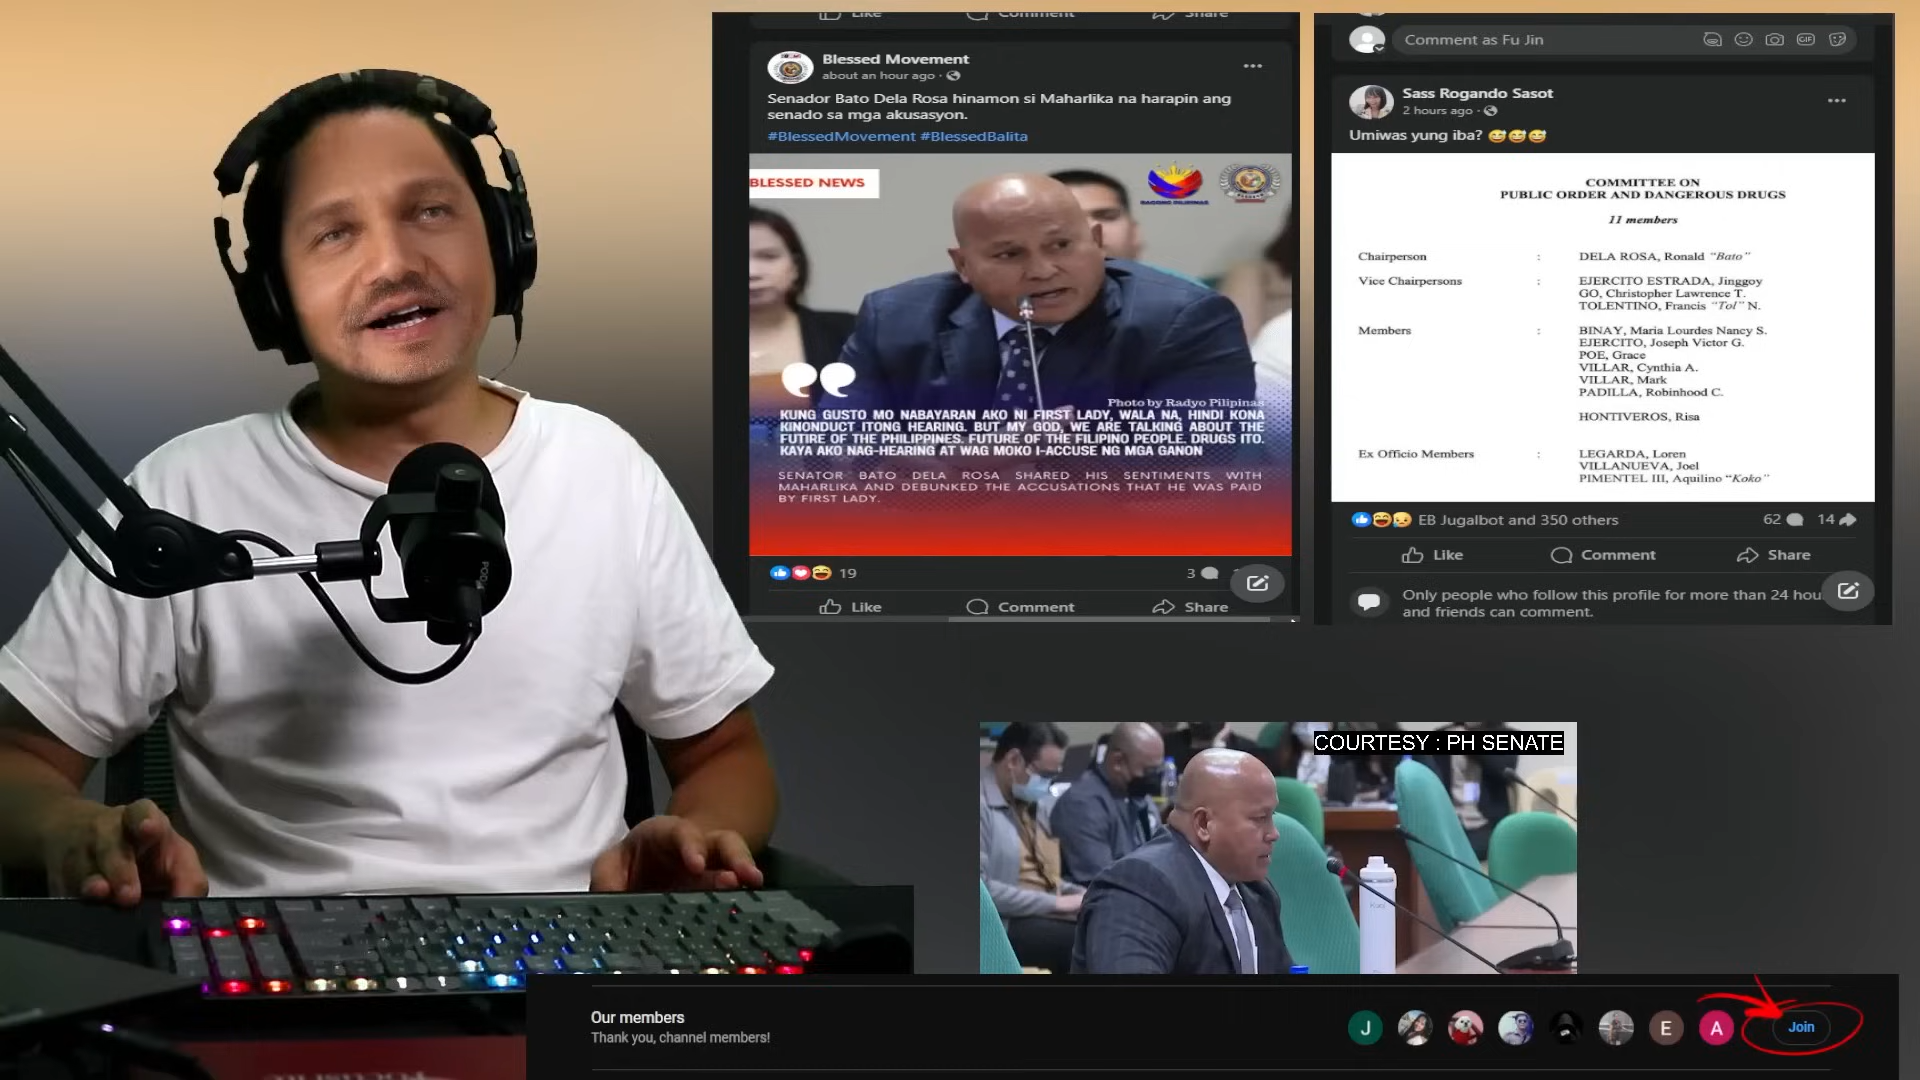 Like Comment Share
Blessed Movement
about an hour ago
Senador Bato Dela Rosa hinamon si Maharlika na harapin ang
senado sa mga akusasyon.
#BlessedMovement #BlessedBalita
BLESSED NEWS
BAGONG PILIPINAS
Photo by Radyo Pilipinas
KUNG GUSTO MO NABAYARAN AKO NI FIRST LADY, WALA NA, HINDI KONA
KINONDUCT ITONG HEARING. BUT MY GOD, WE ARE TALKING ABOUT THE
FUTIRE OF THE PHILIPPINES. FUTURE OF THE FILIPINO PEOPLE. DRUGS ITO.
KAYA AKO NAG-HEARING AT WAG MOKO I-ACCUSE NG MGA GANON
SENATOR BATO DELA ROSA SHARED HIS SENTIMENTS WITH
MAHARLIKA AND DEBUNKED THE ACCUSATIONS THAT HE WAS PAID
BY FIRST LADY.
19 3
Like Comment Share
Comment as Fu Jin
GIF
Sass Rogando Sasot
2 hours ago
Umiwas yung iba? 😅😅😅
COMMITTEE ON
PUBLIC ORDER AND DANGEROUS DRUGS
11 members
Chairperson : DELA ROSA, Ronald "Bato"
Vice Chairpersons : EJERCITO ESTRADA, Jinggoy
GO, Christopher Lawrence T.
TOLENTINO, Francis "Tol" N.
Members : BINAY, Maria Lourdes Nancy S.
EJERCITO, Joseph Victor G.
POE, Grace
VILLAR, Cynthia A.
VILLAR, Mark
PADILLA, Robinhood C.
HONTIVEROS, Risa
Ex Officio Members : LEGARDA, Loren
VILLANUEVA, Joel
PIMENTEL III, Aquilino "Koko"
EB Jugalbot and 350 others 62 14
Like Comment Share
Only people who follow this profile for more than 24 hou
and friends can comment.
COURTESY : PH SENATE
POD
Our members
Thank you, channel members!
J E A Join